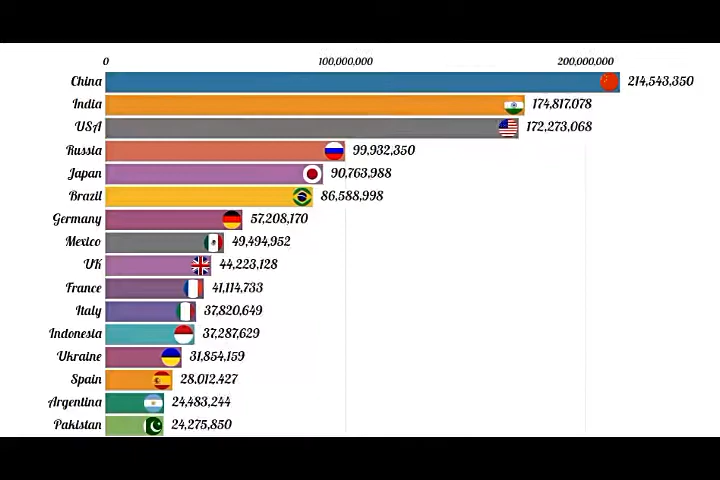 0 100,000,000 200,000,000
China 214,543,350
India 174,817,078
USA 172,273,068
Russia 99,932,350
Japan 90,763,988
Brazil 86,588,998
Germany 57,208,170
Mexico 49,494,952
UK 44,223,128
France 41,114,733
Italy 37,820,649
Indonesia 37,287,629
Ukraine 31,854,159
Spain 28,012,427
Argentina 24,483,244
Pakistan 24,275,850